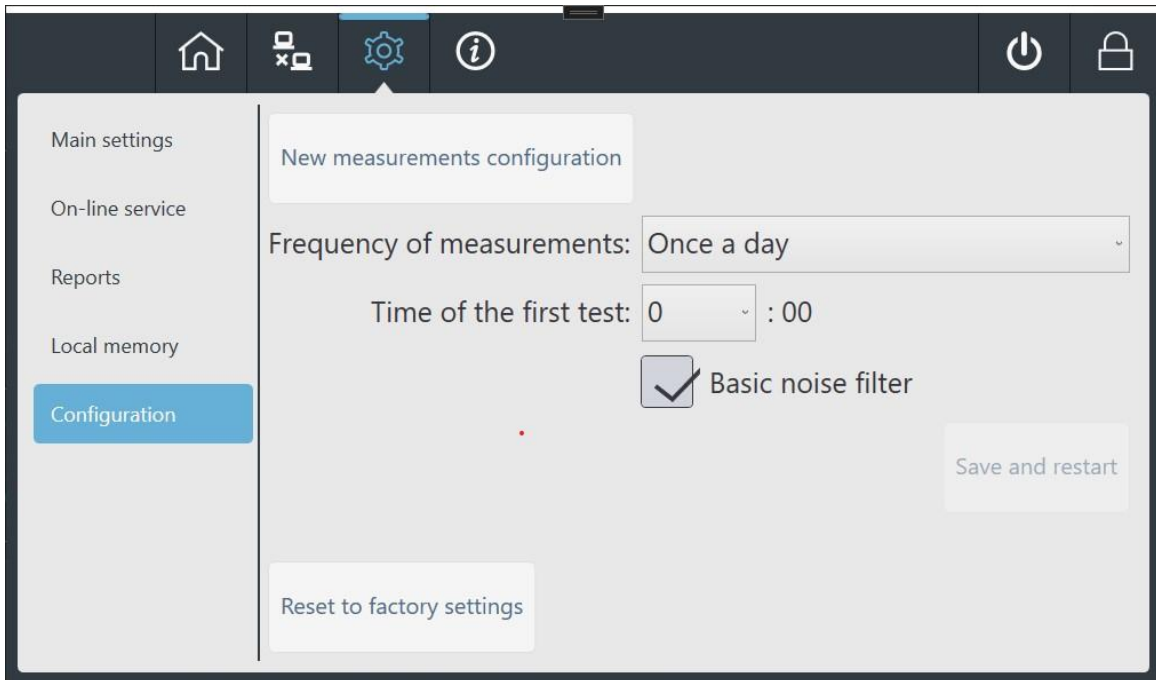 Main settings
On-line service
Reports
Local memory
Configuration
New measurements configuration
Frequency of measurements: Once a day
Time of the first test: 0 : 00
Basic noise filter
Save and restart
Reset to factory settings